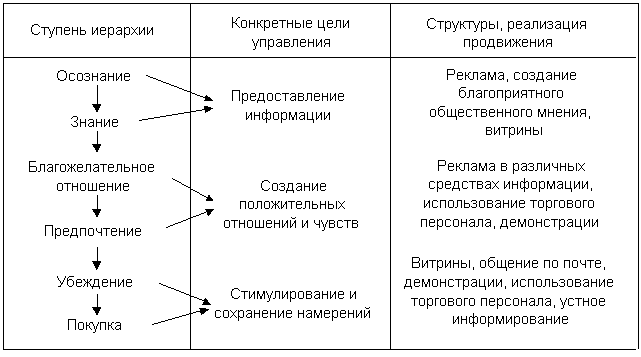 Ступень иерархии
Конкретные цели
управления
Структуры, реализация
продвижения
Осознание
Знание
Предоставление
информации
Реклама, создание
благоприятного
общественного мнения,
витрины
Благожелательное
отношение
Предпочтение
Создание
положительных
отношений и чувств
Реклама в различных
средствах информации,
использование торгового
персонала, демонстрации
Убеждение
Покупка
Стимулирование и
сохранение намерений
Витрины, общение по почте,
демонстрации, использование
торгового персонала, устное
информирование